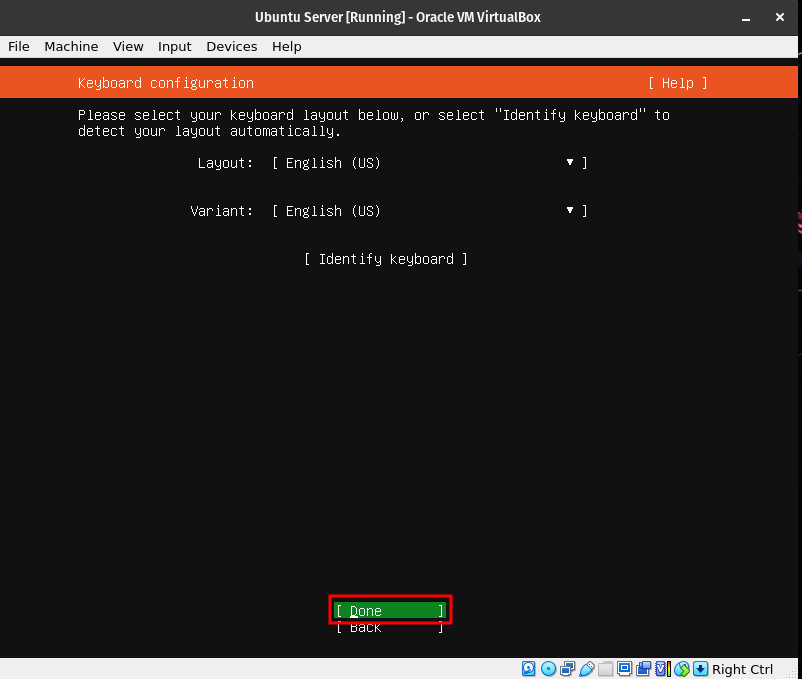 Ubuntu Server [Running] - Oracle VM VirtualBox
File Machine View Input Devices Help
Keyboard configuration [ Help ]
Please select your keyboard layout below, or select "Identify keyboard" to
detect your layout automatically.
Layout: [ English (US) ▾ ]
Variant: [ English (US) ▾ ]
[ Identify keyboard ]
[ Done ]
[ Back ]
Right Ctrl